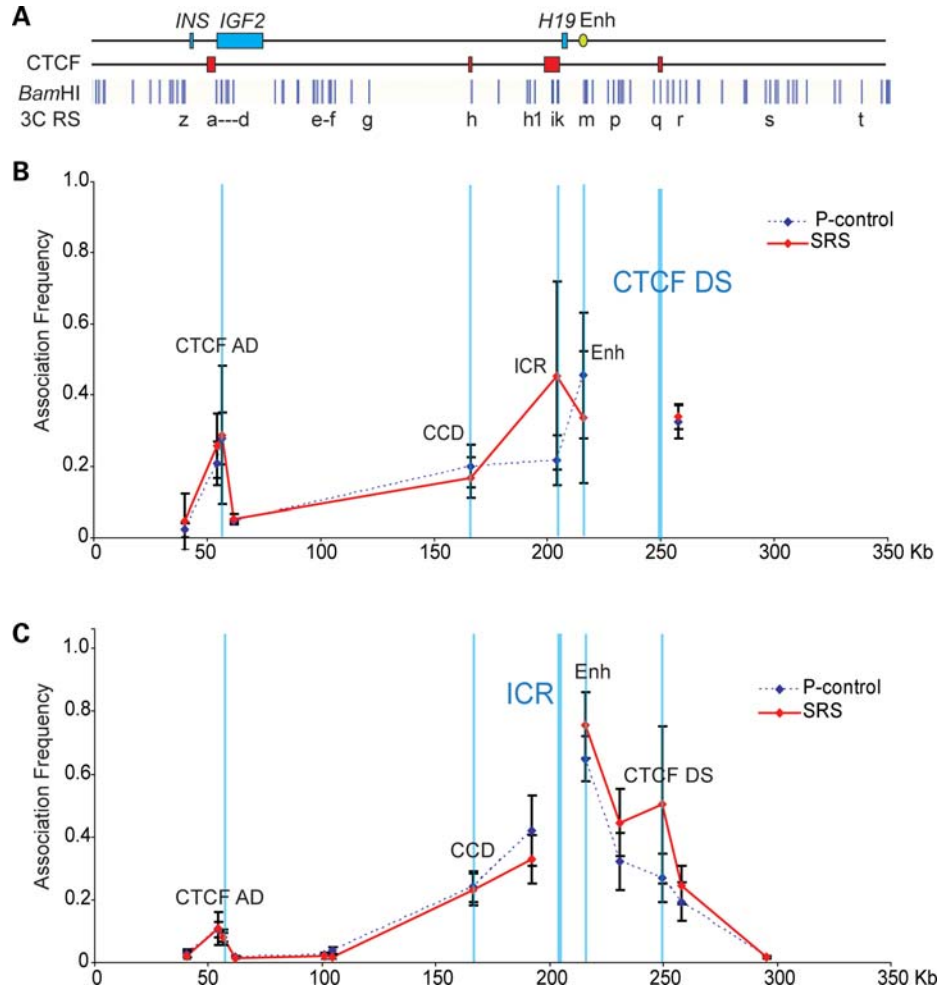 A
INS IGF2 H19 Enh
CTCF
BamHI
3C RS z a---d e-f g h h1 ik m p q r s t
B
1.0
0.8
0.6
0.4
0.2
0
Association Frequency
P-control
SRS
CTCF DS
CTCF AD
ICR
Enh
CCD
0 50 100 150 200 250 300 350 Kb
C
1.0
0.8
0.6
0.4
0.2
0
Association Frequency
Enh
ICR
P-control
SRS
CTCF DS
CCD
CTCF AD
0 50 100 150 200 250 300 350 Kb